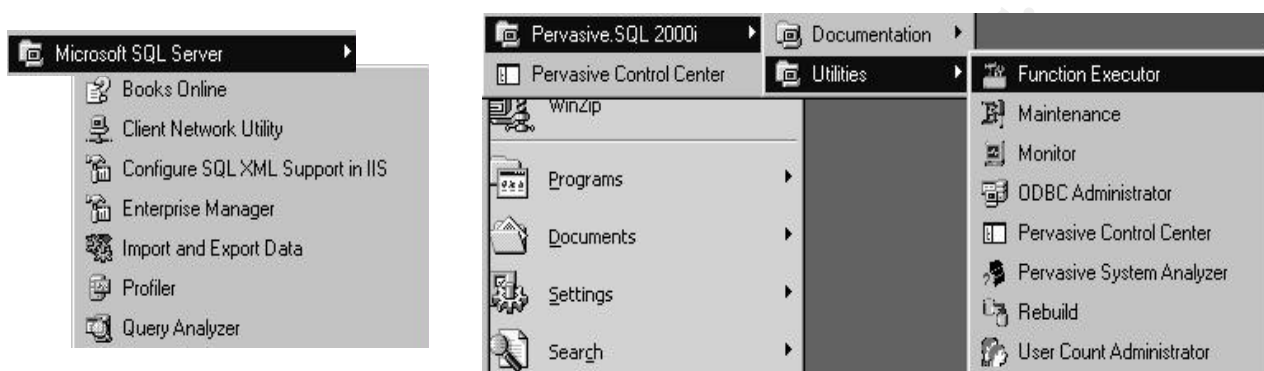 Microsoft SQL Server
Books Online
Client Network Utility
Configure SQL XML Support in IIS
Enterprise Manager
Import and Export Data
Profiler
Query Analyzer
Pervasive.SQL 2000i
Pervasive Control Center
WinZip
Programs
Documents
Settings
Search
Documentation
Utilities
Function Executor
Maintenance
Monitor
ODBC Administrator
Pervasive Control Center
Pervasive System Analyzer
Rebuild
User Count Administrator